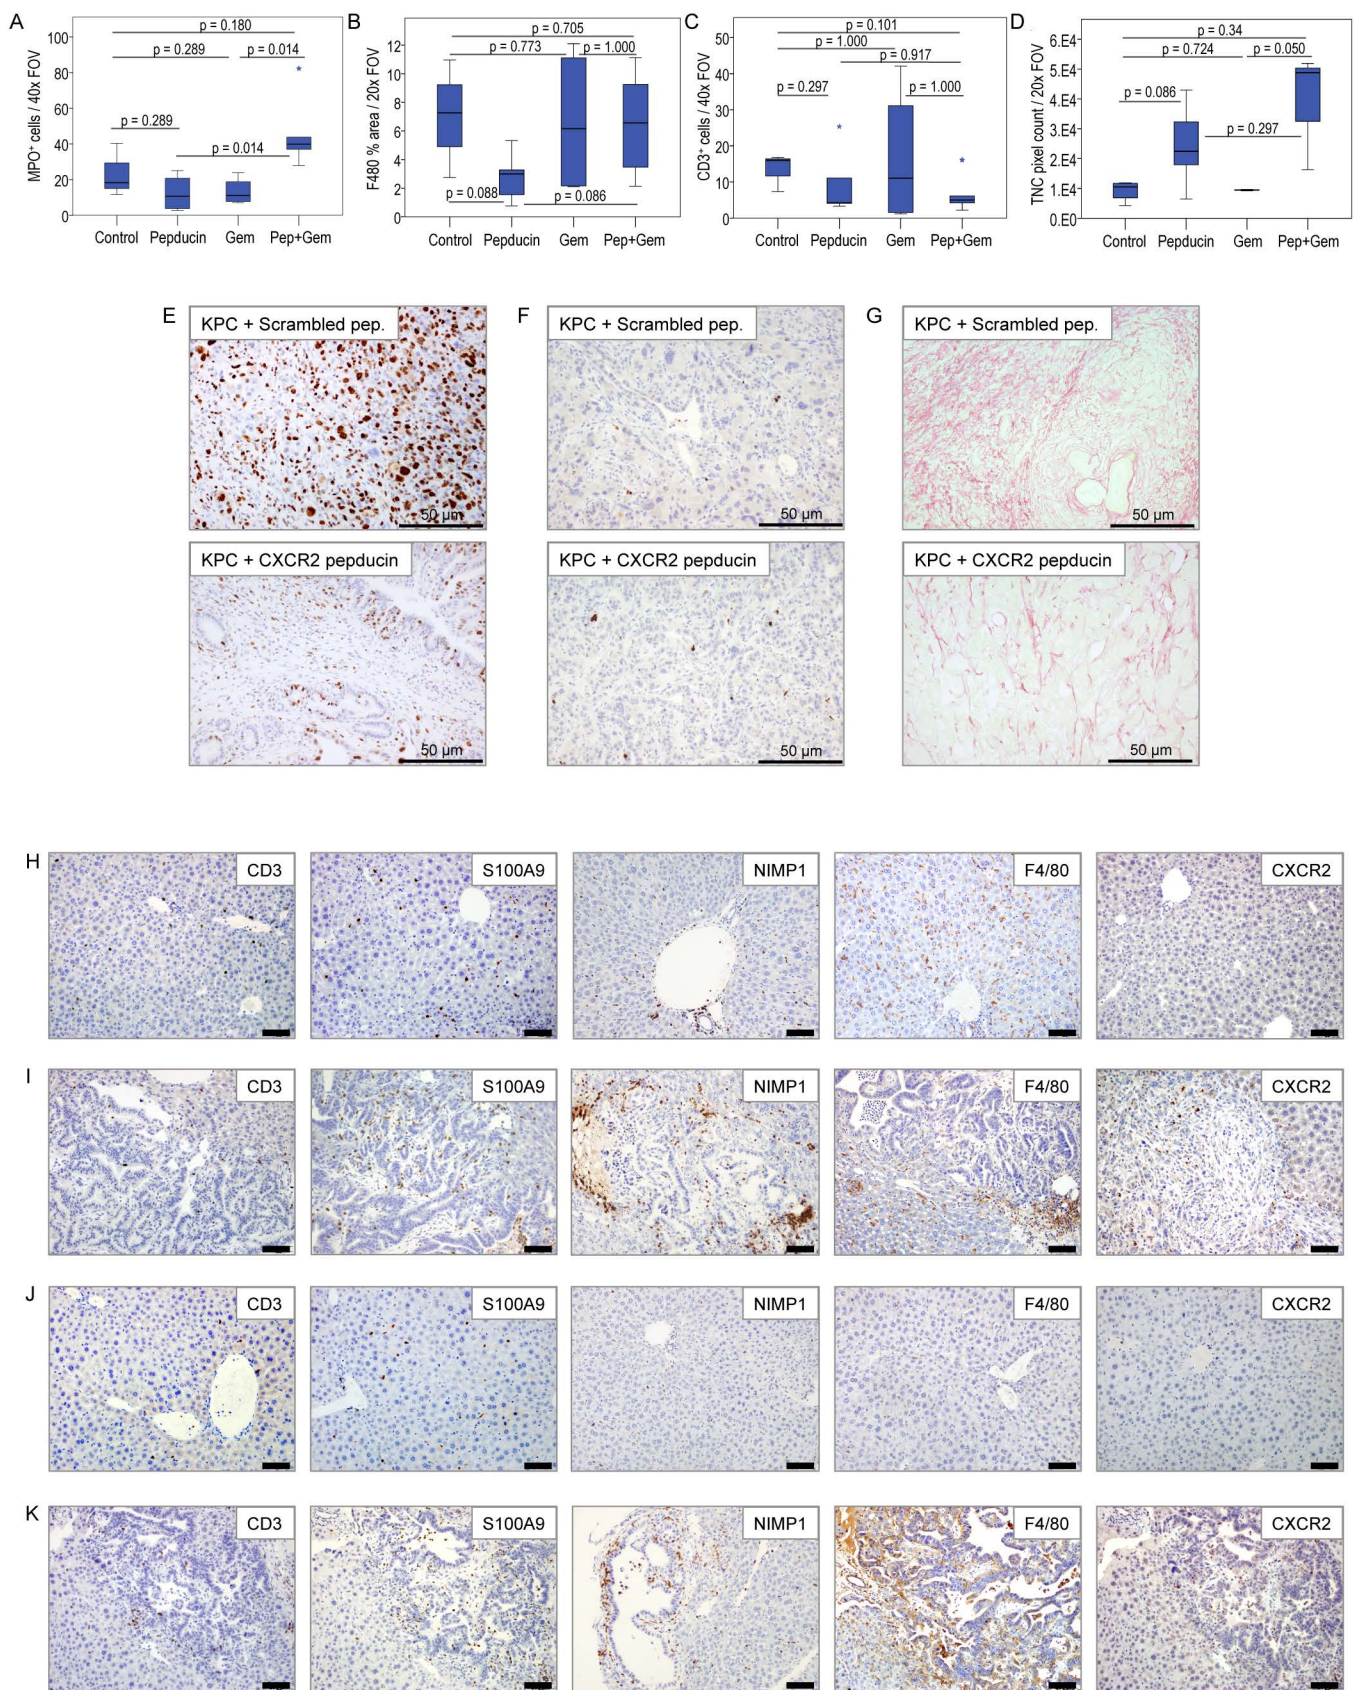 A
MPO⁺ cells / 40x FOV
100
80
60
40
20
0
p = 0.180
p = 0.289
p = 0.014
p = 0.289
p = 0.014
*
Control Pepducin Gem Pep+Gem
B
F480 % area / 20x FOV
12
10
8
6
4
2
0
p = 0.705
p = 0.773
p = 1.000
p = 0.088
p = 0.086
Control Pepducin Gem Pep+Gem
C
CD3⁺ cells / 40x FOV
50
40
30
20
10
0
p = 0.101
p = 1.000
p = 0.917
p = 0.297
p = 1.000
*
*
Control Pepducin Gem Pep+Gem
D
TNC pixel count / 20x FOV
6.E4
5.E4
4.E4
3.E4
2.E4
1.E4
0.E0
p = 0.34
p = 0.724
p = 0.050
p = 0.086
p = 0.297
Control Pepducin Gem Pep+Gem
E
KPC + Scrambled pep.
50 µm
KPC + CXCR2 pepducin
50 µm
F
KPC + Scrambled pep.
50 µm
KPC + CXCR2 pepducin
50 µm
G
KPC + Scrambled pep.
50 µm
KPC + CXCR2 pepducin
50 µm
H
CD3
S100A9
NIMP1
F4/80
CXCR2
I
CD3
S100A9
NIMP1
F4/80
CXCR2
J
CD3
S100A9
NIMP1
F4/80
CXCR2
K
CD3
S100A9
NIMP1
F4/80
CXCR2